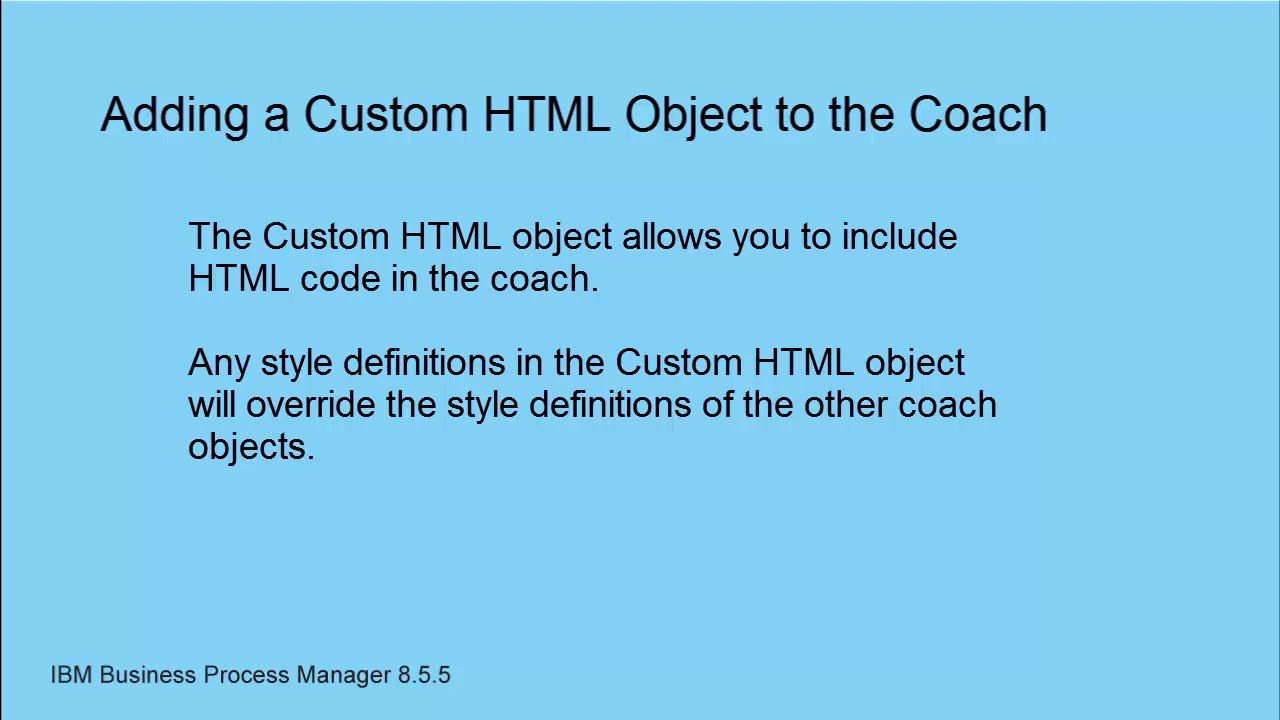 Adding a Custom HTML Object to the Coach
The Custom HTML object allows you to include
HTML code in the coach.
Any style definitions in the Custom HTML object
will override the style definitions of the other coach
objects.
IBM Business Process Manager 8.5.5